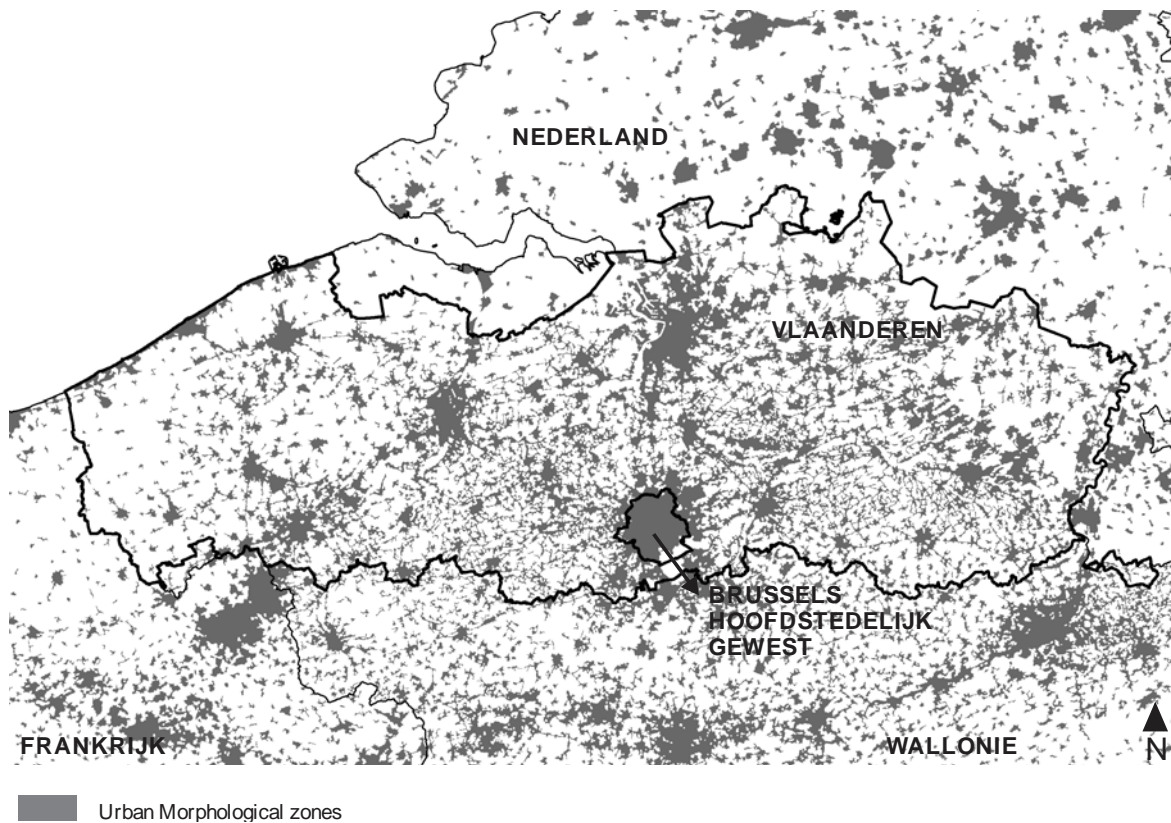 NEDERLAND
VLAANDEREN
BRUSSELS
HOOFDSTEDELIJK
GEWEST
FRANKRIJK
WALLONIE
N
Urban Morphological zones